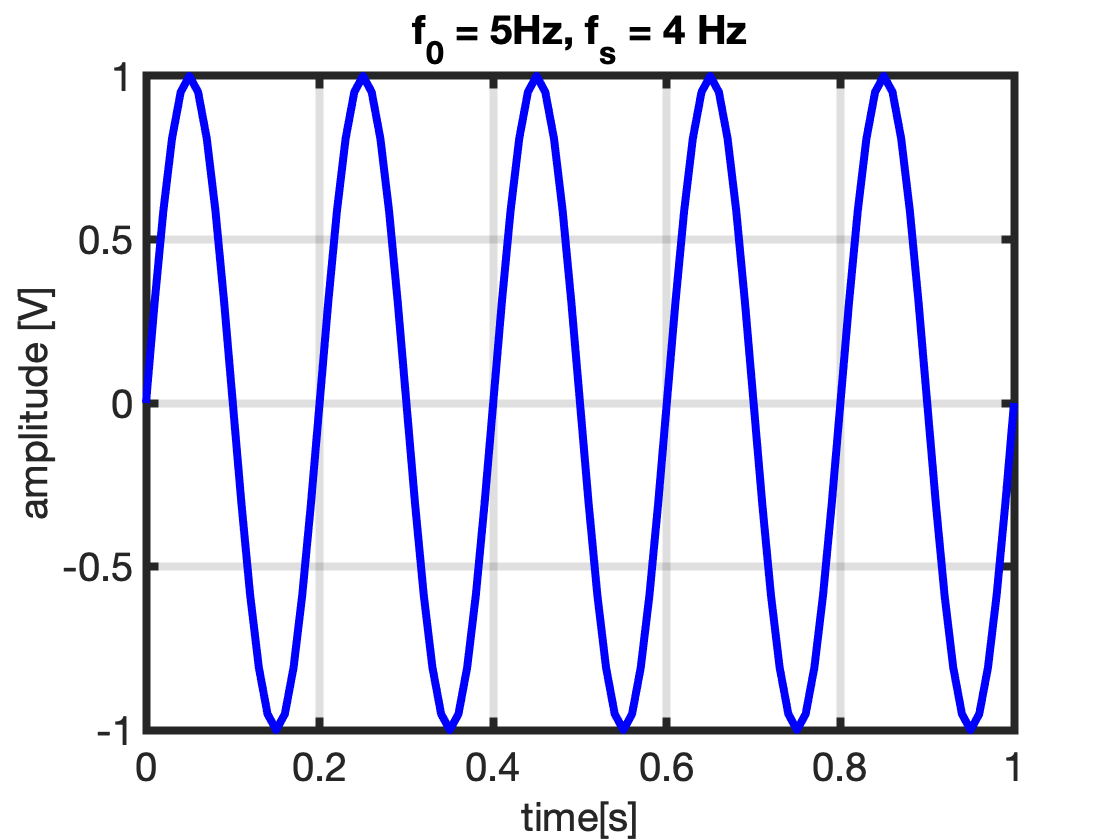 f0 = 5Hz, fs = 4 Hz
1
0.5
0
-0.5
-1
amplitude [V]
0 0.2 0.4 0.6 0.8 1
time[s]